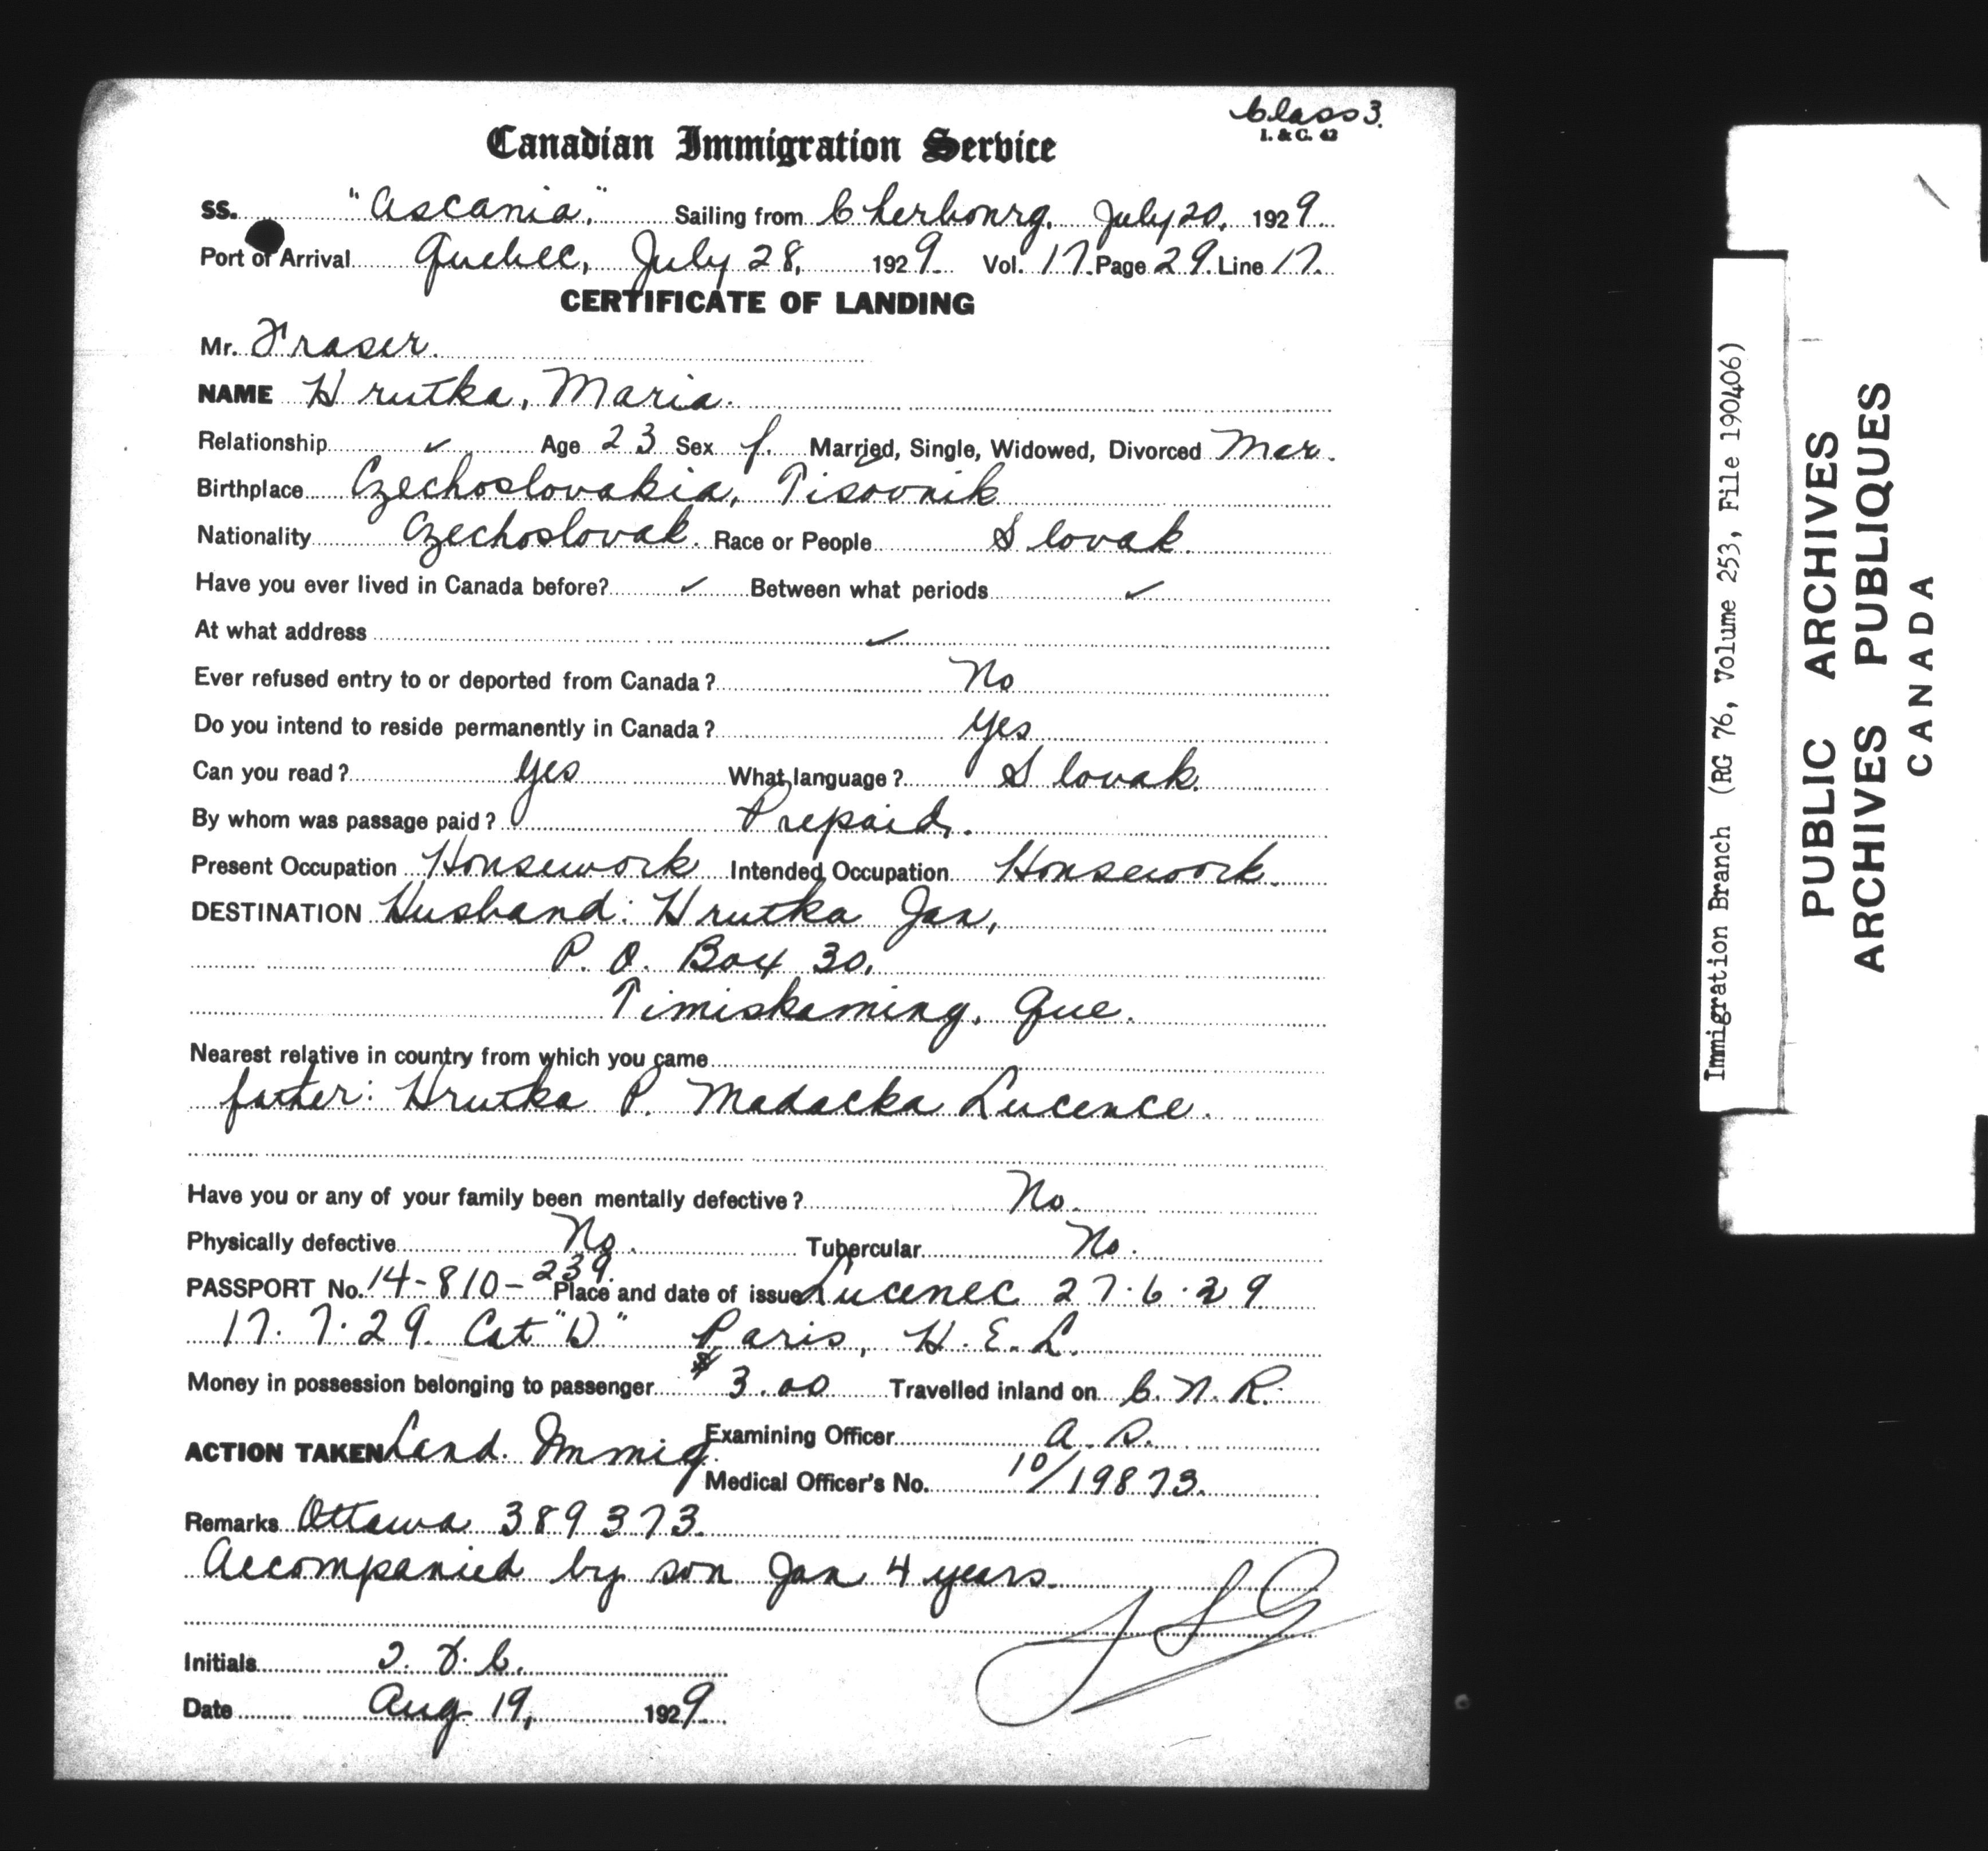 Class 3.
I. & C. 42
Canadian Immigration Service
SS. "Ascania," Sailing from Cherbourg, July 20, 1929
Port of Arrival Quebec, July 28, 1929 Vol. 17. Page 29. Line 17.
CERTIFICATE OF LANDING
Mr. Fraser.
NAME Hrutka, Maria.
Relationship ✓ Age 23 Sex f. Married, Single, Widowed, Divorced Mar.
Birthplace Czechoslovakia, Tisovnik
Nationality Czechoslovak. Race or People Slovak.
Have you ever lived in Canada before? ✓ Between what periods ✓
At what address ✓
Ever refused entry to or deported from Canada? No
Do you intend to reside permanently in Canada? Yes
Can you read? Yes What language? Slovak.
By whom was passage paid? Prepaid.
Present Occupation Housework Intended Occupation Housework.
DESTINATION Husband: Hrutka Jan,
P. O. Box 30,
Timiskaming, Que.
Nearest relative in country from which you came
father: Hrutka P. Madacka Lucence.
Have you or any of your family been mentally defective? No.
Physically defective No. Tubercular No.
PASSPORT No. 14-810-239. Place and date of issue Lucenec 27.6.29
17.7.29. Cat "D" Paris, H. E. L.
Money in possession belonging to passenger $3.00 Travelled inland on C. N. R.
ACTION TAKEN Land. Immig. Examining Officer A. D.
Medical Officer's No. 10/19873.
Remarks Ottawa 389373.
Accompanied by son Jan 4 years.
Initials
Date Aug 19, 1929
Immigration Branch (RG 76, Volume 253, File 190406)
PUBLIC ARCHIVES
ARCHIVES PUBLIQUES
CANADA